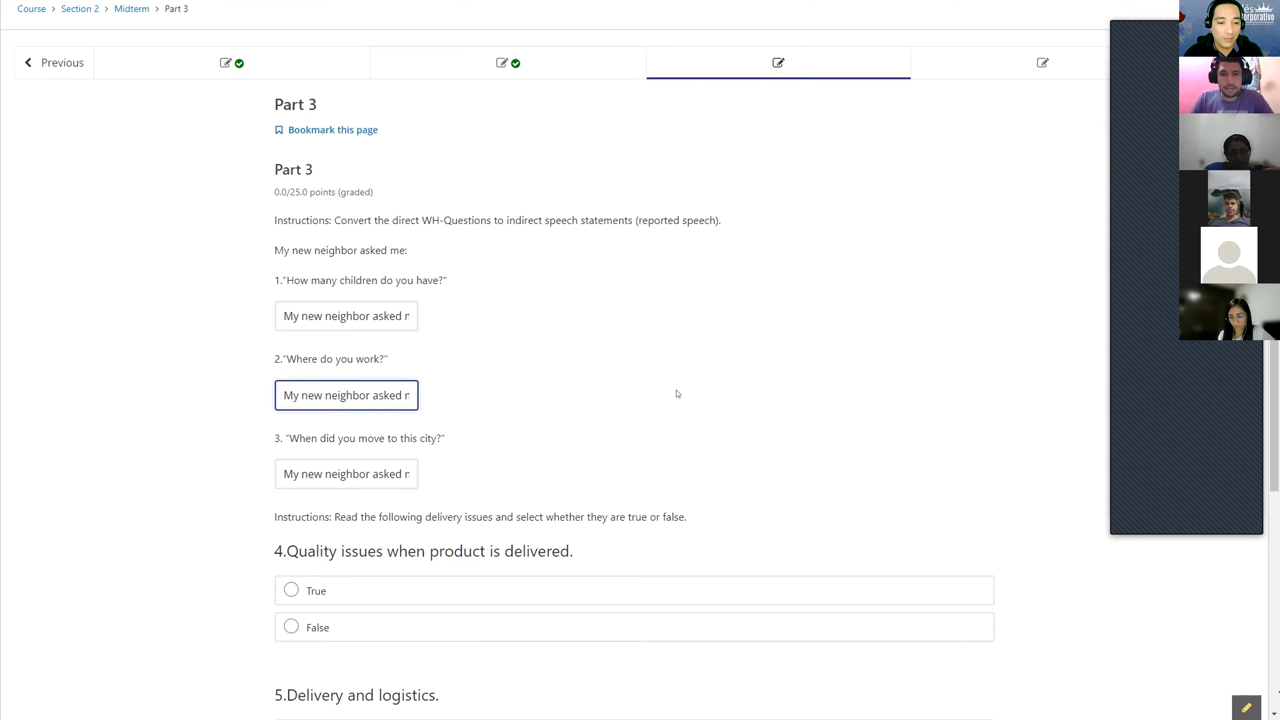 Course
Section 2
Midterm
Part 3
Previous
Part 3
Bookmark this page
Part 3
0.0/25.0 points (graded)
Instructions: Convert the direct WH-Questions to indirect speech statements (reported speech).
My new neighbor asked me:
1."How many children do you have?"
My new neighbor asked
2."Where do you work?"
My new neighbor asked
3. "When did you move to this city?"
My new neighbor asked
Instructions: Read the following delivery issues and select whether they are true or false.
4.Quality issues when product is delivered.
True
False
5.Delivery and logistics.